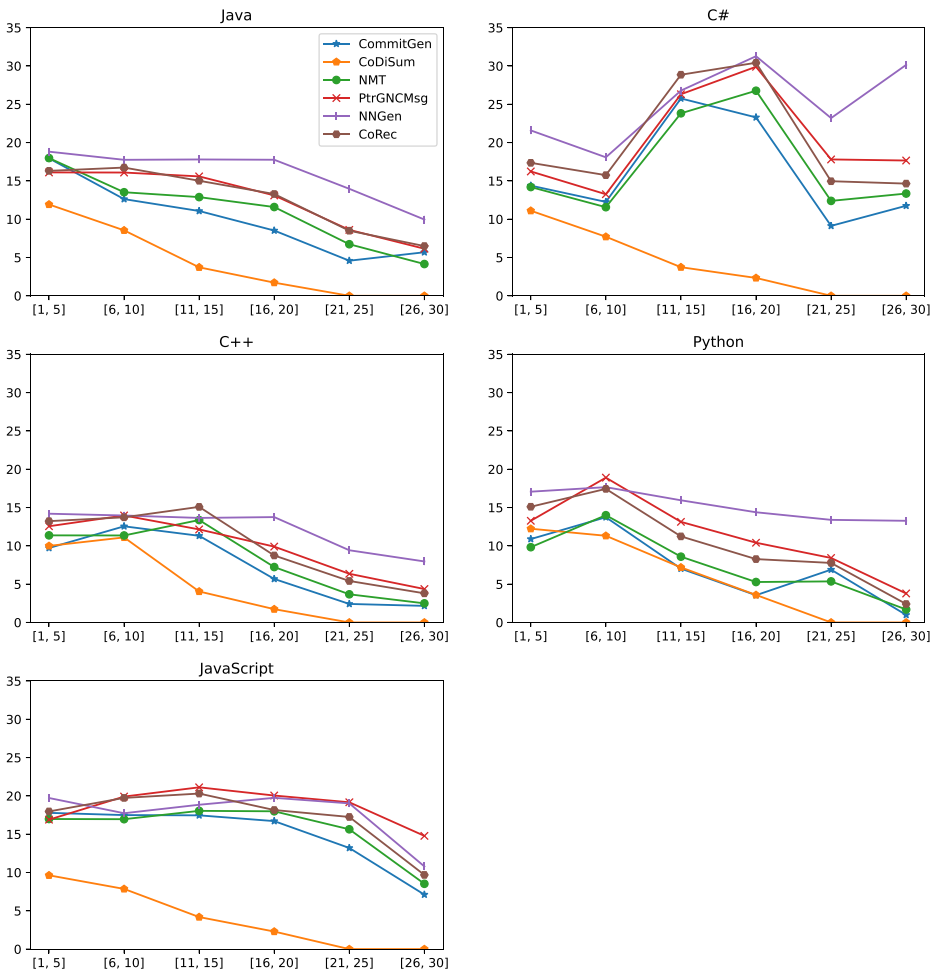 Java
35
30
25
20
15
10
5
0
CommitGen
CoDiSum
NMT
PtrGNCMsg
NNGen
CoRec
[1, 5] [6, 10] [11, 15] [16, 20] [21, 25] [26, 30]
C#
35
30
25
20
15
10
5
0
[1, 5] [6, 10] [11, 15] [16, 20] [21, 25] [26, 30]
C++
35
30
25
20
15
10
5
0
[1, 5] [6, 10] [11, 15] [16, 20] [21, 25] [26, 30]
Python
35
30
25
20
15
10
5
0
[1, 5] [6, 10] [11, 15] [16, 20] [21, 25] [26, 30]
JavaScript
35
30
25
20
15
10
5
0
[1, 5] [6, 10] [11, 15] [16, 20] [21, 25] [26, 30]